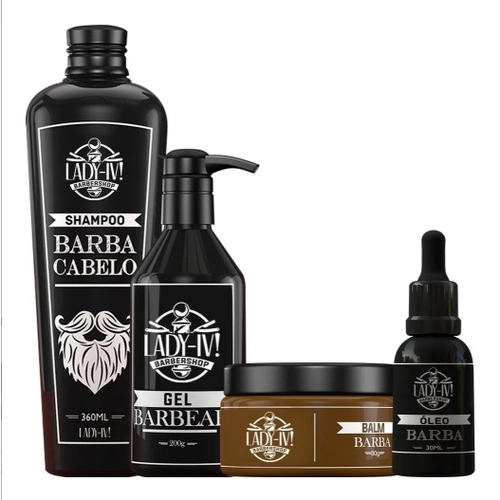 LADY-IV!
BARBERSHOP
SHAMPOO
BARBA
CABELO
360ML
LADY-IV!
LADY-IV!
BARBERSHOP
GEL
BARBEAR
200g
LADY-IV!
BARBERSHOP
BALM
BARBA
LADY-IV!
BARBERSHOP
ÓLEO
BARBA
30ML